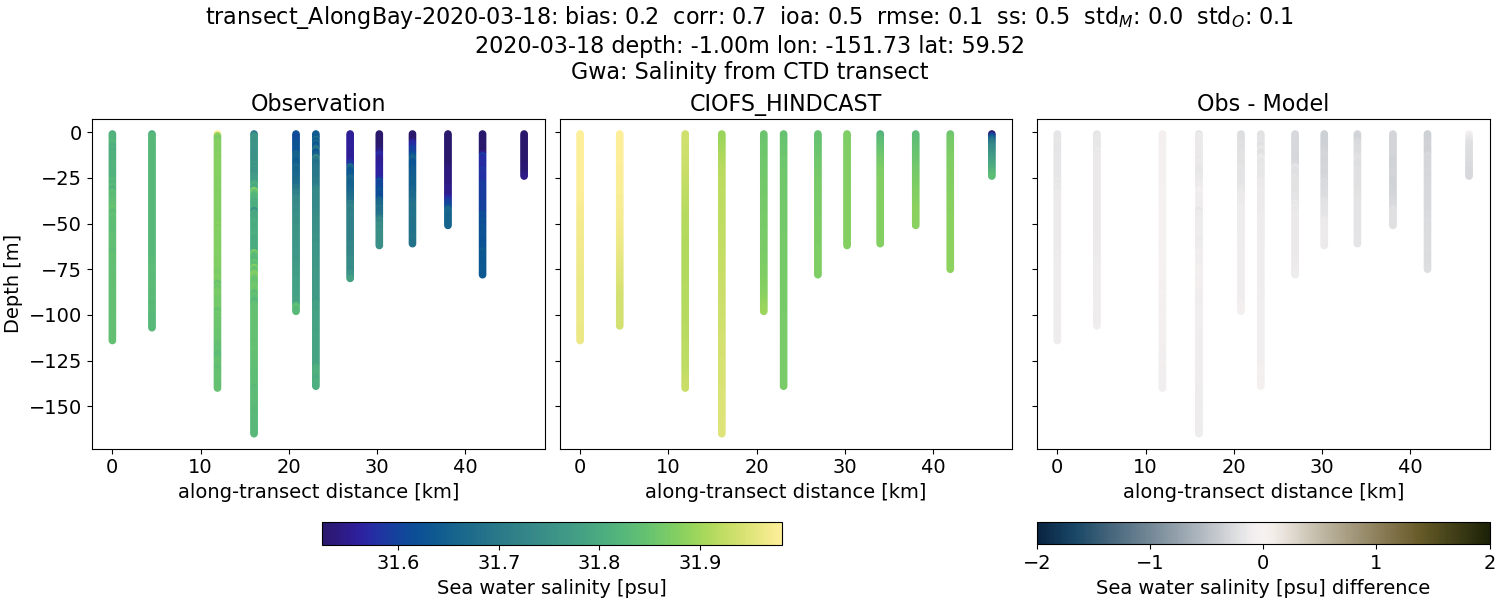 transect_AlongBay-2020-03-18: bias: 0.2 corr: 0.7 ioa: 0.5 rmse: 0.1 ss: 0.5 std_M: 0.0 std_O: 0.1
2020-03-18 depth: -1.00m lon: -151.73 lat: 59.52
Gwa: Salinity from CTD transect
Observation
CIOFS_HINDCAST
Obs - Model
Depth [m]
0
−25
−50
−75
−100
−125
−150
0 10 20 30 40
0 10 20 30 40
0 10 20 30 40
along-transect distance [km]
along-transect distance [km]
along-transect distance [km]
31.6 31.7 31.8 31.9
Sea water salinity [psu]
−2 −1 0 1 2
Sea water salinity [psu] difference